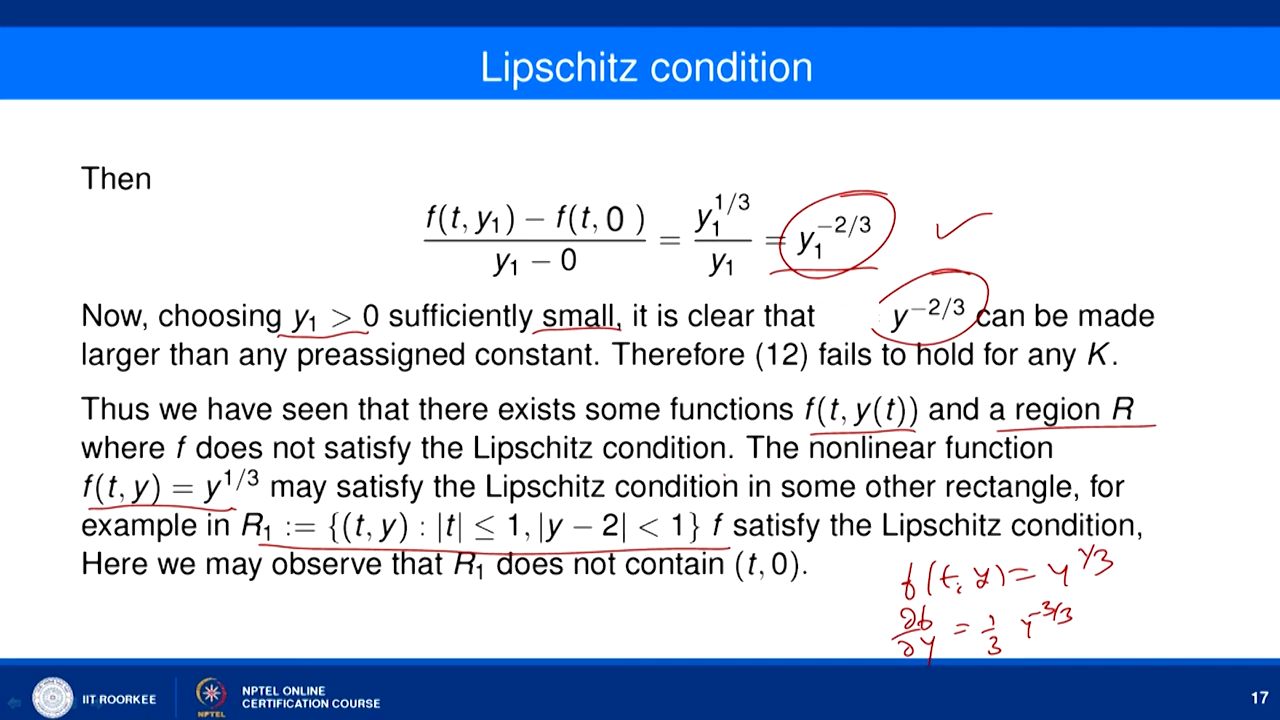 Lipschitz condition
Then
f(t, y₁) − f(t, 0 ) / y₁ − 0 = y₁^{1/3} / y₁ = y₁^{−2/3}
Now, choosing y₁ > 0 sufficiently small, it is clear that y^{−2/3} can be made
larger than any preassigned constant. Therefore (12) fails to hold for any K.
Thus we have seen that there exists some functions f(t, y(t)) and a region R
where f does not satisfy the Lipschitz condition. The nonlinear function
f(t, y) = y^{1/3} may satisfy the Lipschitz condition in some other rectangle, for
example in R₁ := {(t, y) : |t| ≤ 1, |y − 2| < 1} f satisfy the Lipschitz condition,
Here we may observe that R₁ does not contain (t, 0).
f(t, y) = y^{1/3}
∂f/∂y = 1/3 y^{-3/3}
IIT ROORKEE
NPTEL
NPTEL ONLINE
CERTIFICATION COURSE
17